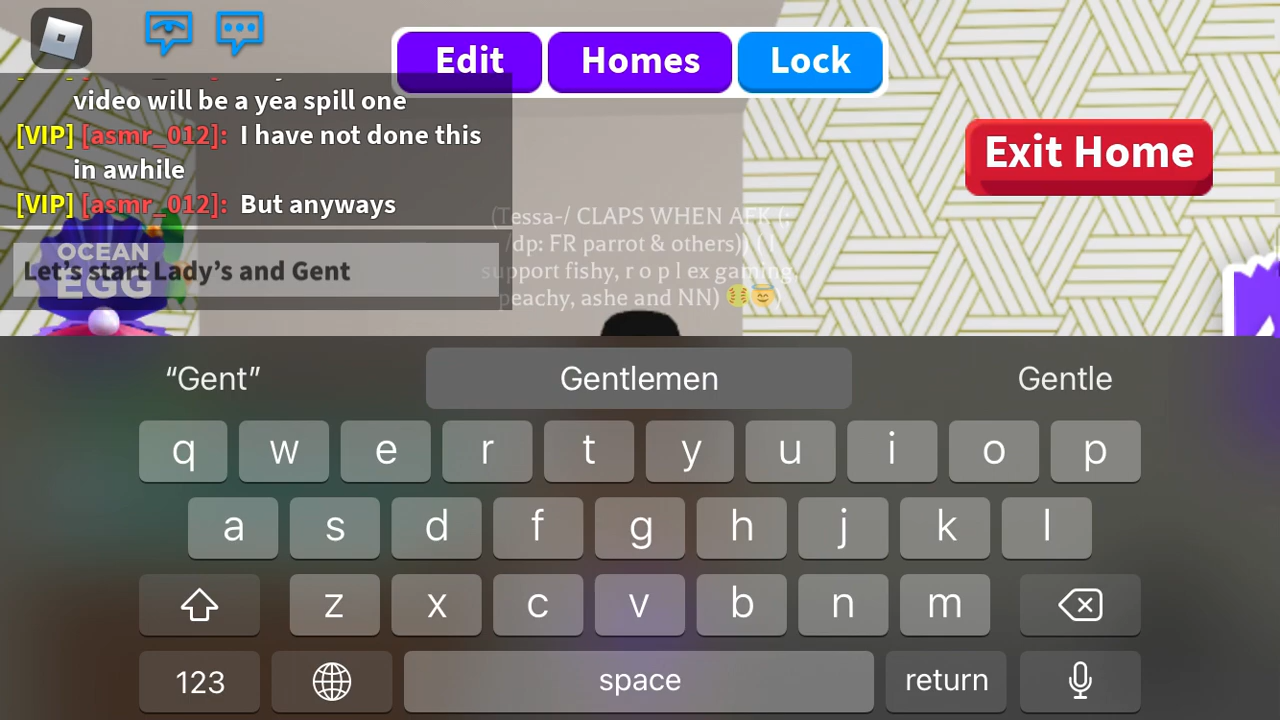 Edit
Homes
Lock
video will be a yea spill one
[VIP] [asmr_012]: I have not done this
in awhile
[VIP] [asmr_012]: But anyways
Exit Home
OCEAN
EGG
Let's start Lady's and Gent
(Tessa-/ CLAPS WHEN AFK (;
/dp: FR parrot & others)) ( I
support fishy, r o p l ex gaming,
peachy, ashe and NN) 🥎😇)
“Gent”
Gentlemen
Gentle
q w e r t y u i o p
a s d f g h j k l
z x c v b n m
123
space
return